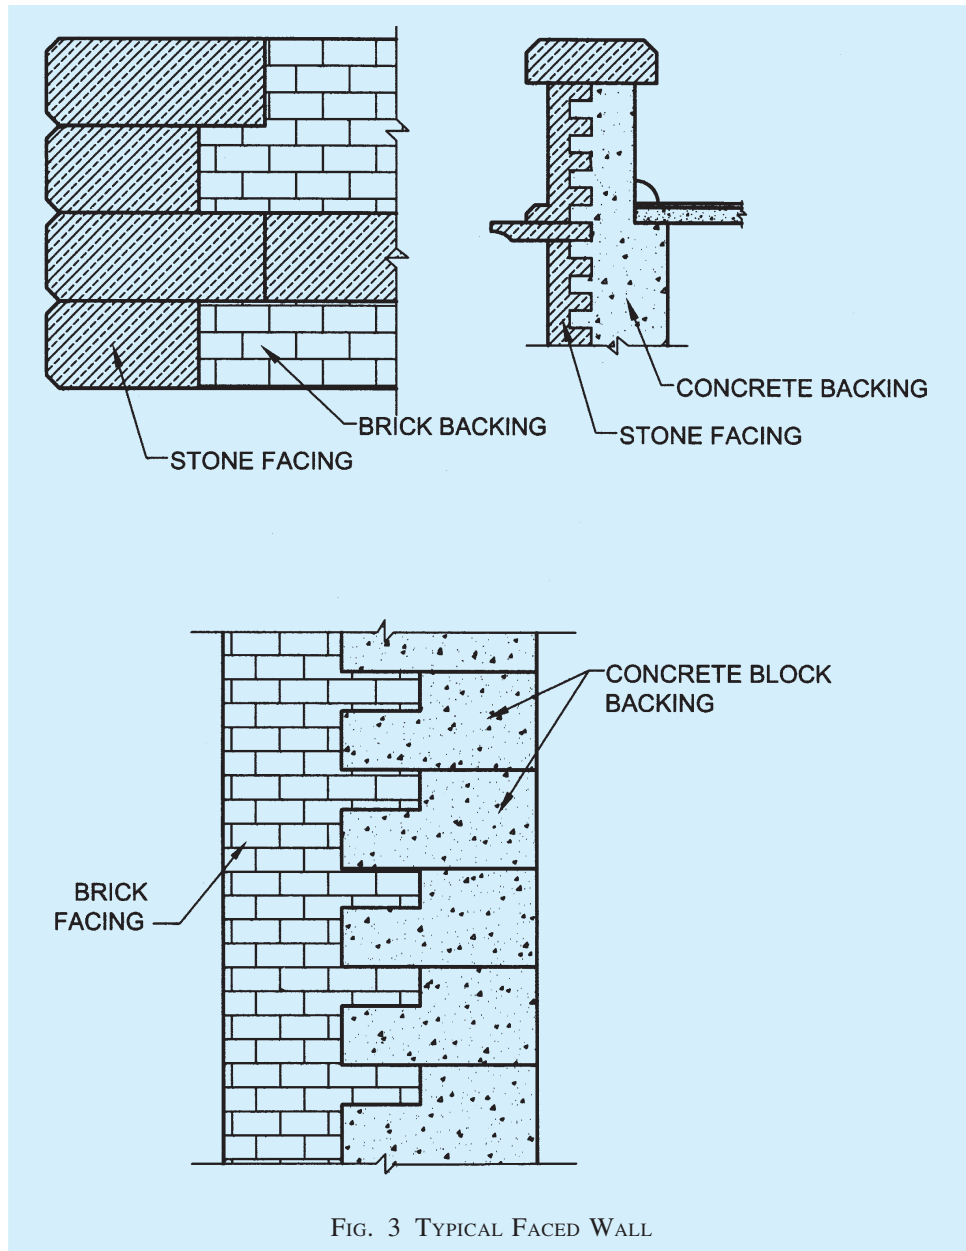 CONCRETE BACKING
BRICK BACKING
STONE FACING
STONE FACING
CONCRETE BLOCK
BACKING
BRICK
FACING
FIG. 3 TYPICAL FACED WALL